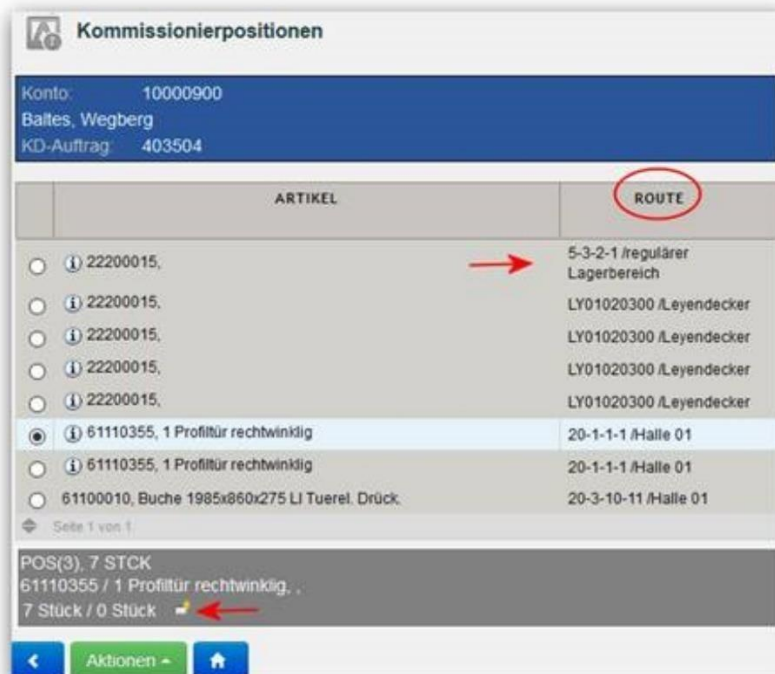 Kommissionierpositionen
Konto: 10000900
Baltes, Wegberg
KD-Auftrag: 403504
ARTIKEL ROUTE
22200015, 5-3-2-1 /regulärer
Lagerbereich
22200015, LY01020300 /Leyendecker
22200015, LY01020300 /Leyendecker
22200015, LY01020300 /Leyendecker
22200015, LY01020300 /Leyendecker
61110355, 1 Profiltür rechtwinklig 20-1-1-1 /Halle 01
61110355, 1 Profiltür rechtwinklig 20-1-1-1 /Halle 01
61100010, Buche 1985x860x275 LI Tuerel. Drück. 20-3-10-11 /Halle 01
Seite 1 von 1
POS(3), 7 STCK
61110355 / 1 Profiltür rechtwinklig, ,
7 Stück / 0 Stück
Aktionen